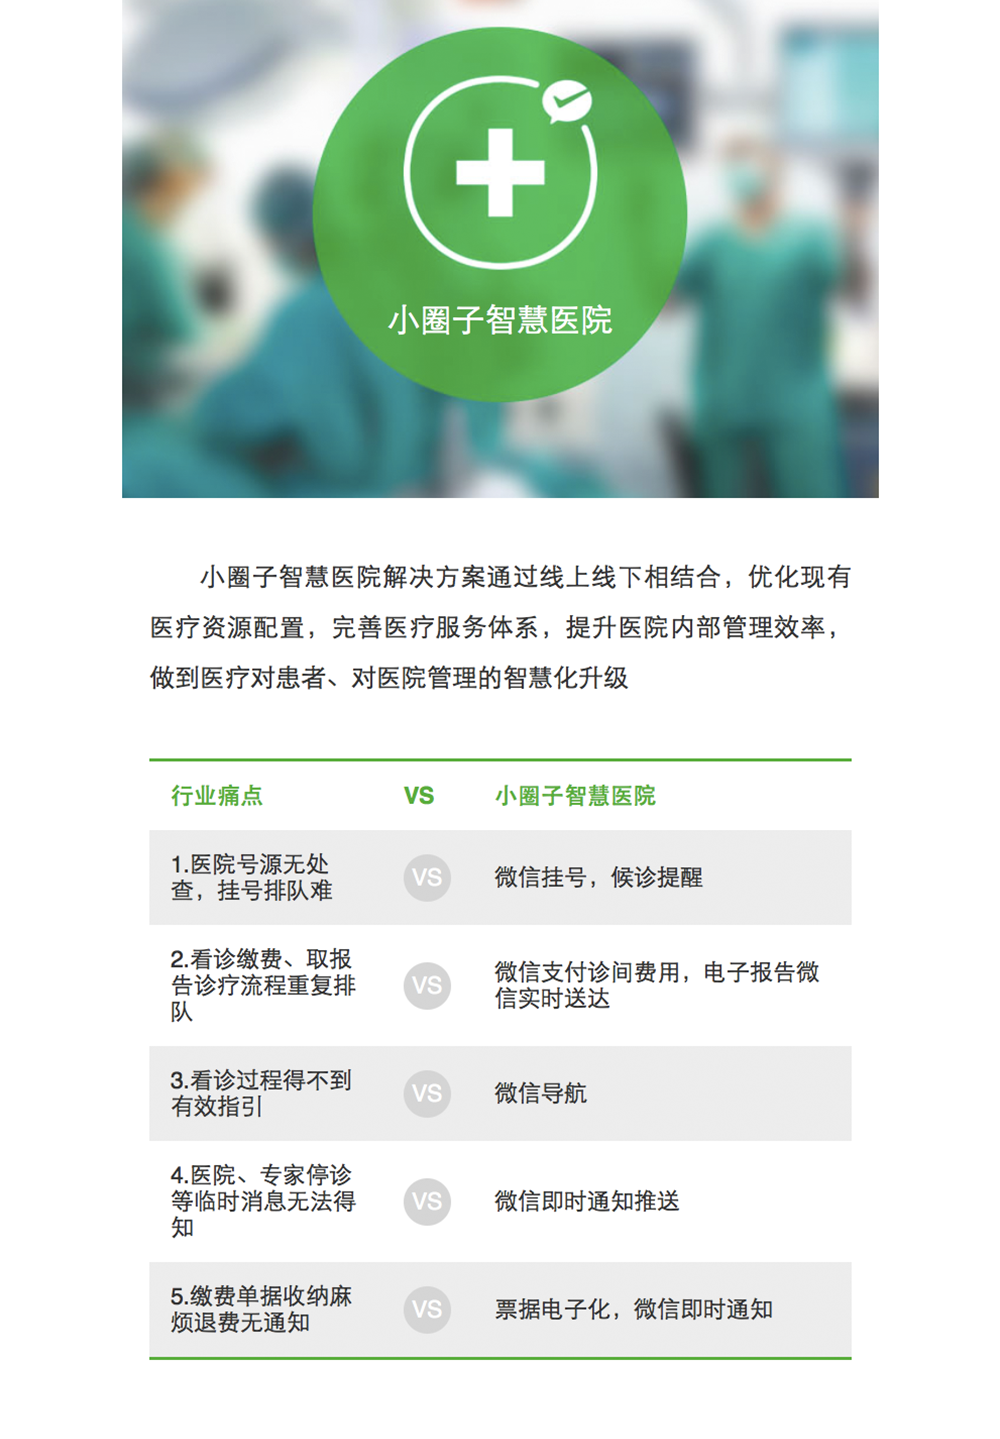 小圈子智慧医院
小圈子智慧医院解决方案通过线上线下相结合，优化现有
医疗资源配置，完善医疗服务体系，提升医院内部管理效率，
做到医疗对患者、对医院管理的智慧化升级
行业痛点 VS 小圈子智慧医院
1.医院号源无处
查，挂号排队难
VS
微信挂号，候诊提醒
2.看诊缴费、取报
告诊疗流程重复排
队
VS
微信支付诊间费用，电子报告微
信实时送达
3.看诊过程得不到
有效指引
VS
微信导航
4.医院、专家停诊
等临时消息无法得
知
VS
微信即时通知推送
5.缴费单据收纳麻
烦退费无通知
VS
票据电子化，微信即时通知